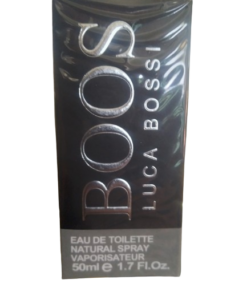 BOOS
LUCA BOSSI
EAU DE TOILETTE
NATURAL SPRAY
VAPORISATEUR
50ml e 1.7 Fl.Oz.